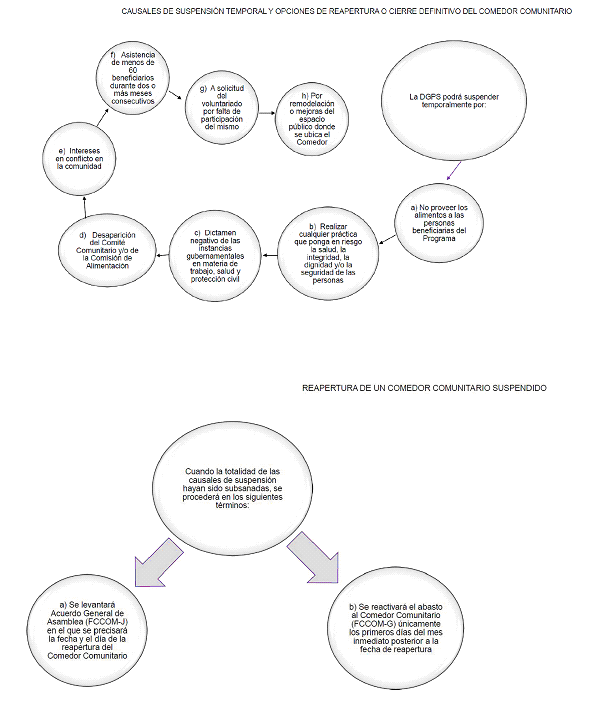 CAUSALES DE SUSPENSIÓN TEMPORAL Y OPCIONES DE REAPERTURA O CIERRE DEFINITIVO DEL COMEDOR COMUNITARIO
La DGPS podrá suspender
temporalmente por:
a) No proveer los
alimentos a las
personas
beneficiarias del
Programa
b) Realizar
cualquier práctica
que ponga en riesgo
la salud, la
integridad, la
dignidad y/o la
seguridad de las
personas
c) Dictamen
negativo de las
instancias
gubernamentales
en materia de
trabajo, salud y
protección civil
d) Desaparición
del Comité
Comunitario y/o de
la Comisión de
Alimentación
e) Intereses
en conflicto en
la comunidad
f) Asistencia
de menos de
60
beneficiarios
durante dos o
más meses
consecutivos
g) A solicitud
del
voluntariado
por falta de
participación
del mismo
h) Por
remodelación
o mejoras del
espacio
público donde
se ubica el
Comedor
REAPERTURA DE UN COMEDOR COMUNITARIO SUSPENDIDO
Cuando la totalidad de las
causales de suspensión
hayan sido subsanadas, se
procederá en los siguientes
términos:
a) Se levantará
Acuerdo General de
Asamblea (FCCOM-J)
en el que se precisará
la fecha y el día de la
reapertura del
Comedor Comunitario
b) Se reactivará el abasto
al Comedor Comunitario
(FCCOM-G) únicamente
los primeros días del mes
inmediato posterior a la
fecha de reapertura